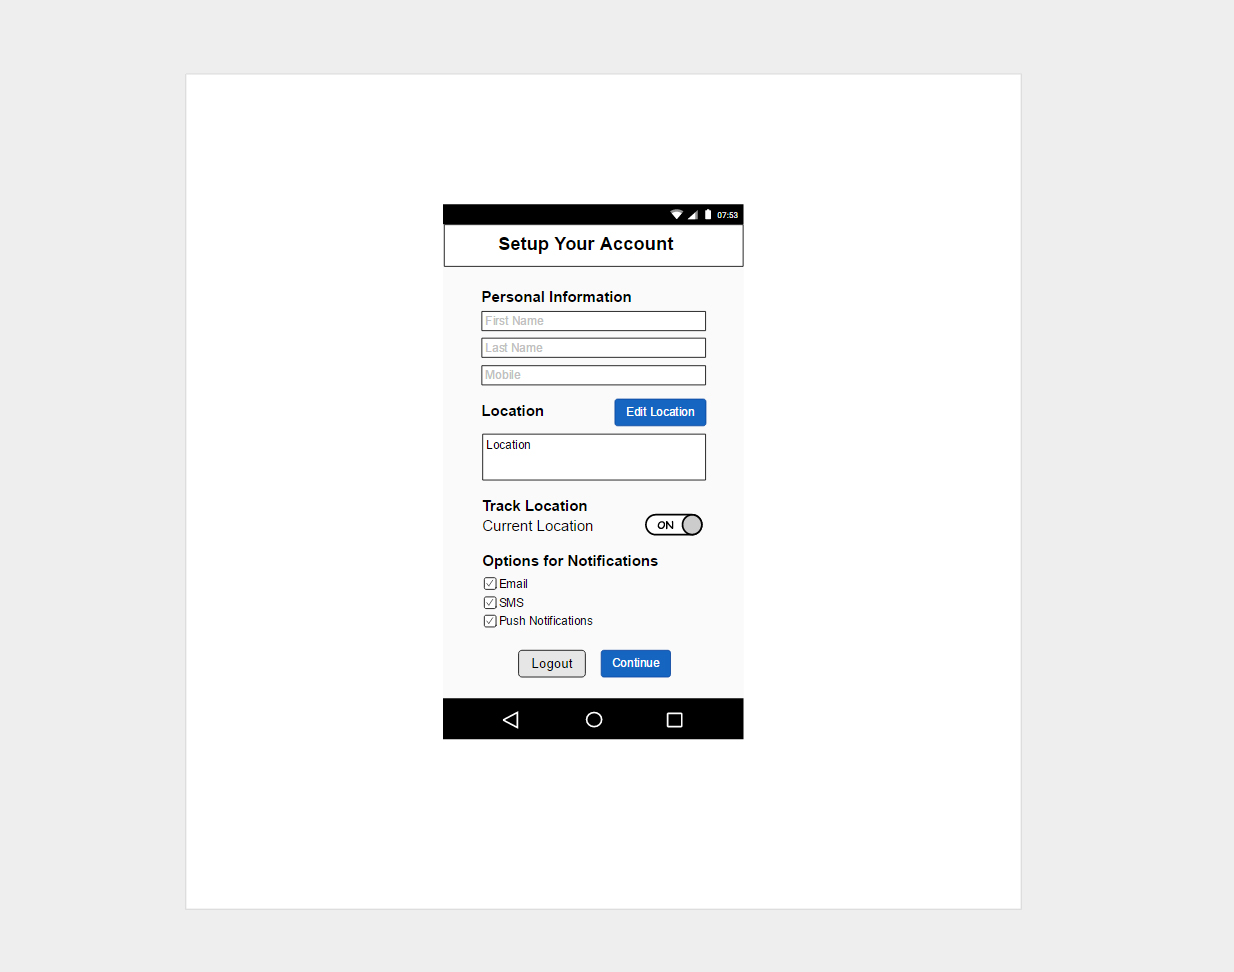 07:53
Setup Your Account
Personal Information
First Name
Last Name
Mobile
Location
Edit Location
Location
Track Location
Current Location
ON
Options for Notifications
Email
SMS
Push Notifications
Logout
Continue